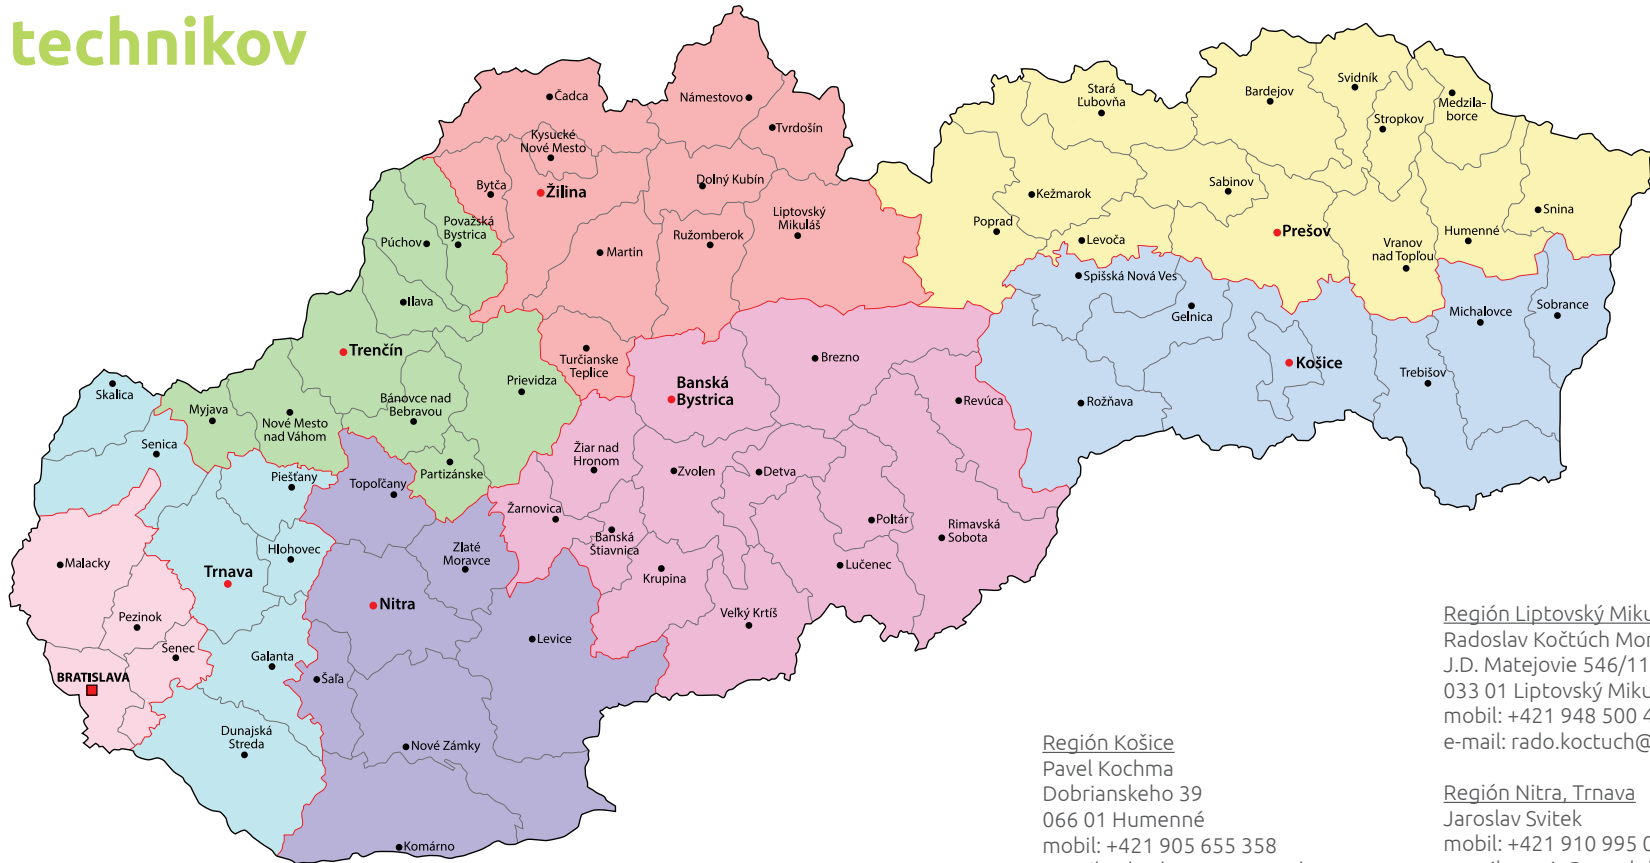 technikov
Čadca
Námestovo
Tvrdošín
Kysucké
Nové Mesto
Bytča
Žilina
Dolný Kubín
Liptovský
Mikuláš
Ružomberok
Martin
Turčianske
Teplice
Považská
Bystrica
Púchov
Ilava
Trenčín
Prievidza
Bánovce nad
Bebravou
Myjava
Nové Mesto
nad Váhom
Partizánske
Skalica
Senica
Piešťany
Hlohovec
Trnava
Galanta
Dunajská
Streda
Malacky
Pezinok
Senec
BRATISLAVA
Topoľčany
Zlaté
Moravce
Nitra
Levice
Šaľa
Nové Zámky
Komárno
Banská
Bystrica
Brezno
Revúca
Žiar nad
Hronom
Zvolen
Detva
Žarnovica
Banská
Štiavnica
Krupina
Poltár
Rimavská
Sobota
Lučenec
Veľký Krtíš
Stará
Ľubovňa
Bardejov
Svidník
Stropkov
Medzila-
borce
Kežmarok
Sabinov
Poprad
Levoča
Prešov
Vranov
nad Topľou
Humenné
Snina
Spišská Nová Ves
Gelnica
Košice
Rožňava
Michalovce
Sobrance
Trebišov
Región Košice
Pavel Kochma
Dobrianskeho 39
066 01 Humenné
mobil: +421 905 655 358
Región Liptovský
Radoslav Kočtúch
J.D. Matejovie 546/11
033 01 Liptovský
mobil: +421 948 500
e-mail: rado.koctuch@
Región Nitra, Trnava
Jaroslav Svitek
mobil: +421 910 995